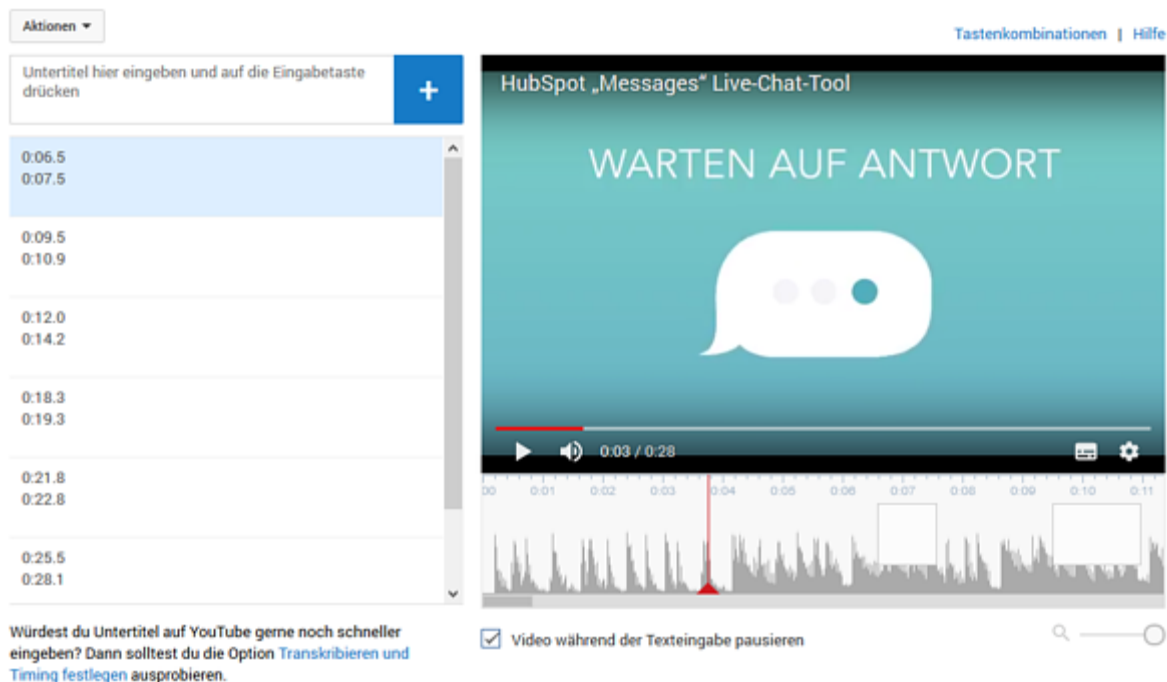 Aktionen
Tastenkombinationen | Hilfe
Untertitel hier eingeben und auf die Eingabetaste
drücken
+
0:06.5
0:07.5
0:09.5
0:10.9
0:12.0
0:14.2
0:18.3
0:19.3
0:21.8
0:22.8
0:25.5
0:28.1
Würdest du Untertitel auf YouTube gerne noch schneller
eingeben? Dann solltest du die Option Transkribieren und
Timing festlegen ausprobieren.
HubSpot „Messages“ Live-Chat-Tool
WARTEN AUF ANTWORT
0:03 / 0:28
00 0:01 0:02 0:03 0:04 0:05 0:06 0:07 0:08 0:09 0:10 0:11
Video während der Texteingabe pausieren